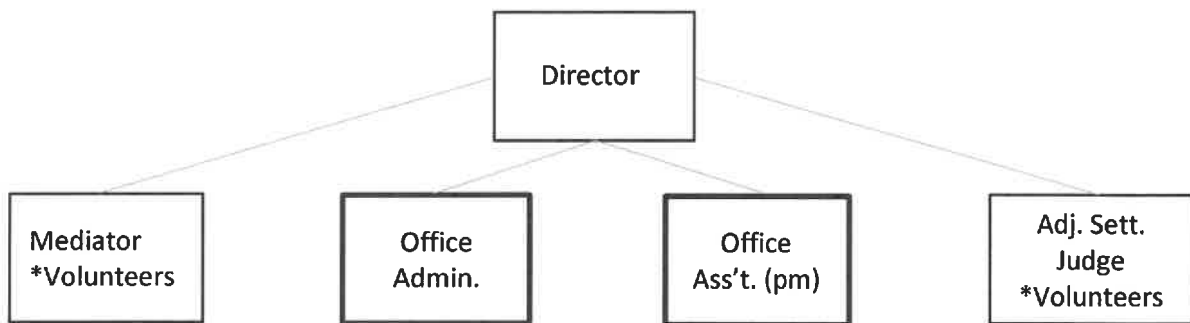 Director
Mediator
*Volunteers
Office
Admin.
Office
Ass't. (pm)
Adj. Sett.
Judge
*Volunteers